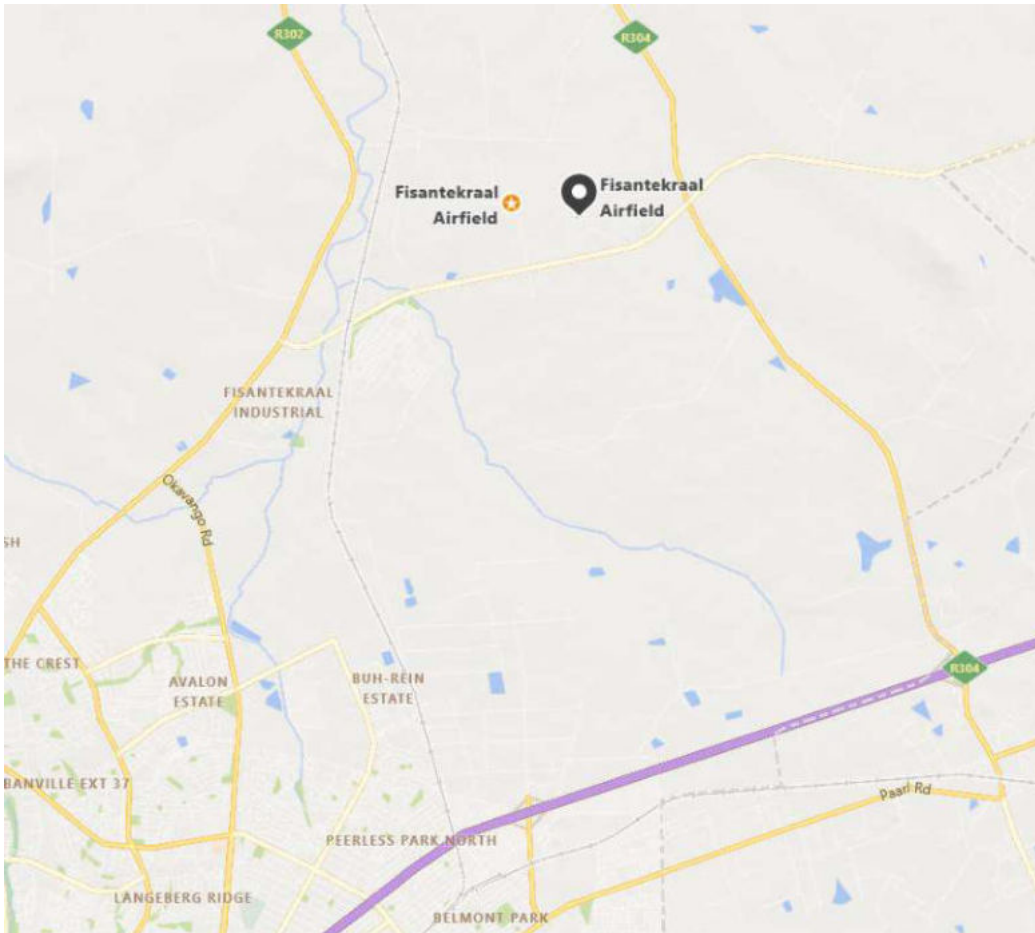 R302
R304
Fisantekraal
Airfield
Fisantekraal
Airfield
FISANTEKRAAL
INDUSTRIAL
Okavango Rd
SH
THE CREST
AVALON
ESTATE
BUH-REIN
ESTATE
R304
BANVILLE EXT 37
Paarl Rd
PEERLESS PARK NORTH
LANGEBERG RIDGE
BELMONT PARK